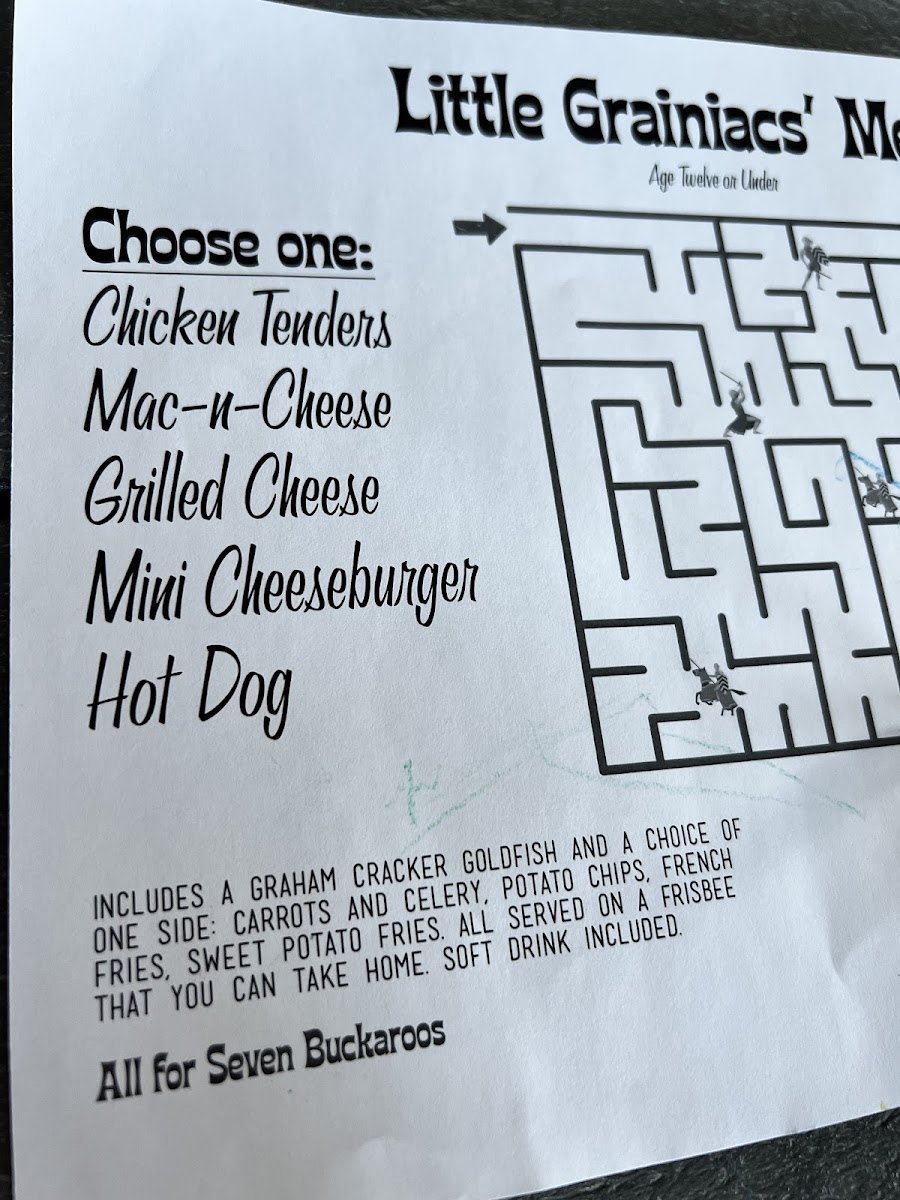 Little Grainiacs'
Age Twelve or Under
Choose one:
Chicken Tenders
Mac-n-Cheese
Grilled Cheese
Mini Cheeseburger
Hot Dog
INCLUDES A GRAHAM CRACKER GOLDFISH AND A CHOICE OF
ONE SIDE: CARROTS AND CELERY, POTATO CHIPS, FRENCH
FRIES, SWEET POTATO FRIES. ALL SERVED ON A FRISBEE
THAT YOU CAN TAKE HOME. SOFT DRINK INCLUDED.
All for Seven Buckaroos